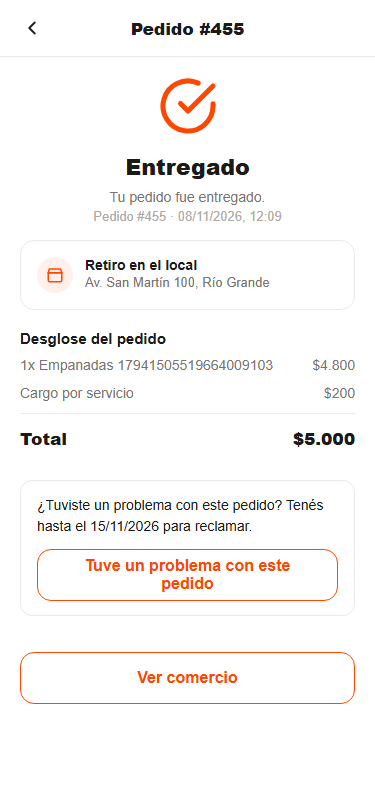 Pedido #455
Entregado
Tu pedido fue entregado.
Pedido #455 · 08/11/2026, 12:09
Retiro en el local
Av. San Martín 100, Río Grande
Desglose del pedido
1x Empanadas 17941505519664009103 $4.800
Cargo por servicio $200
Total $5.000
¿Tuviste un problema con este pedido? Tenés
hasta el 15/11/2026 para reclamar.
Tuve un problema con este
pedido
Ver comercio